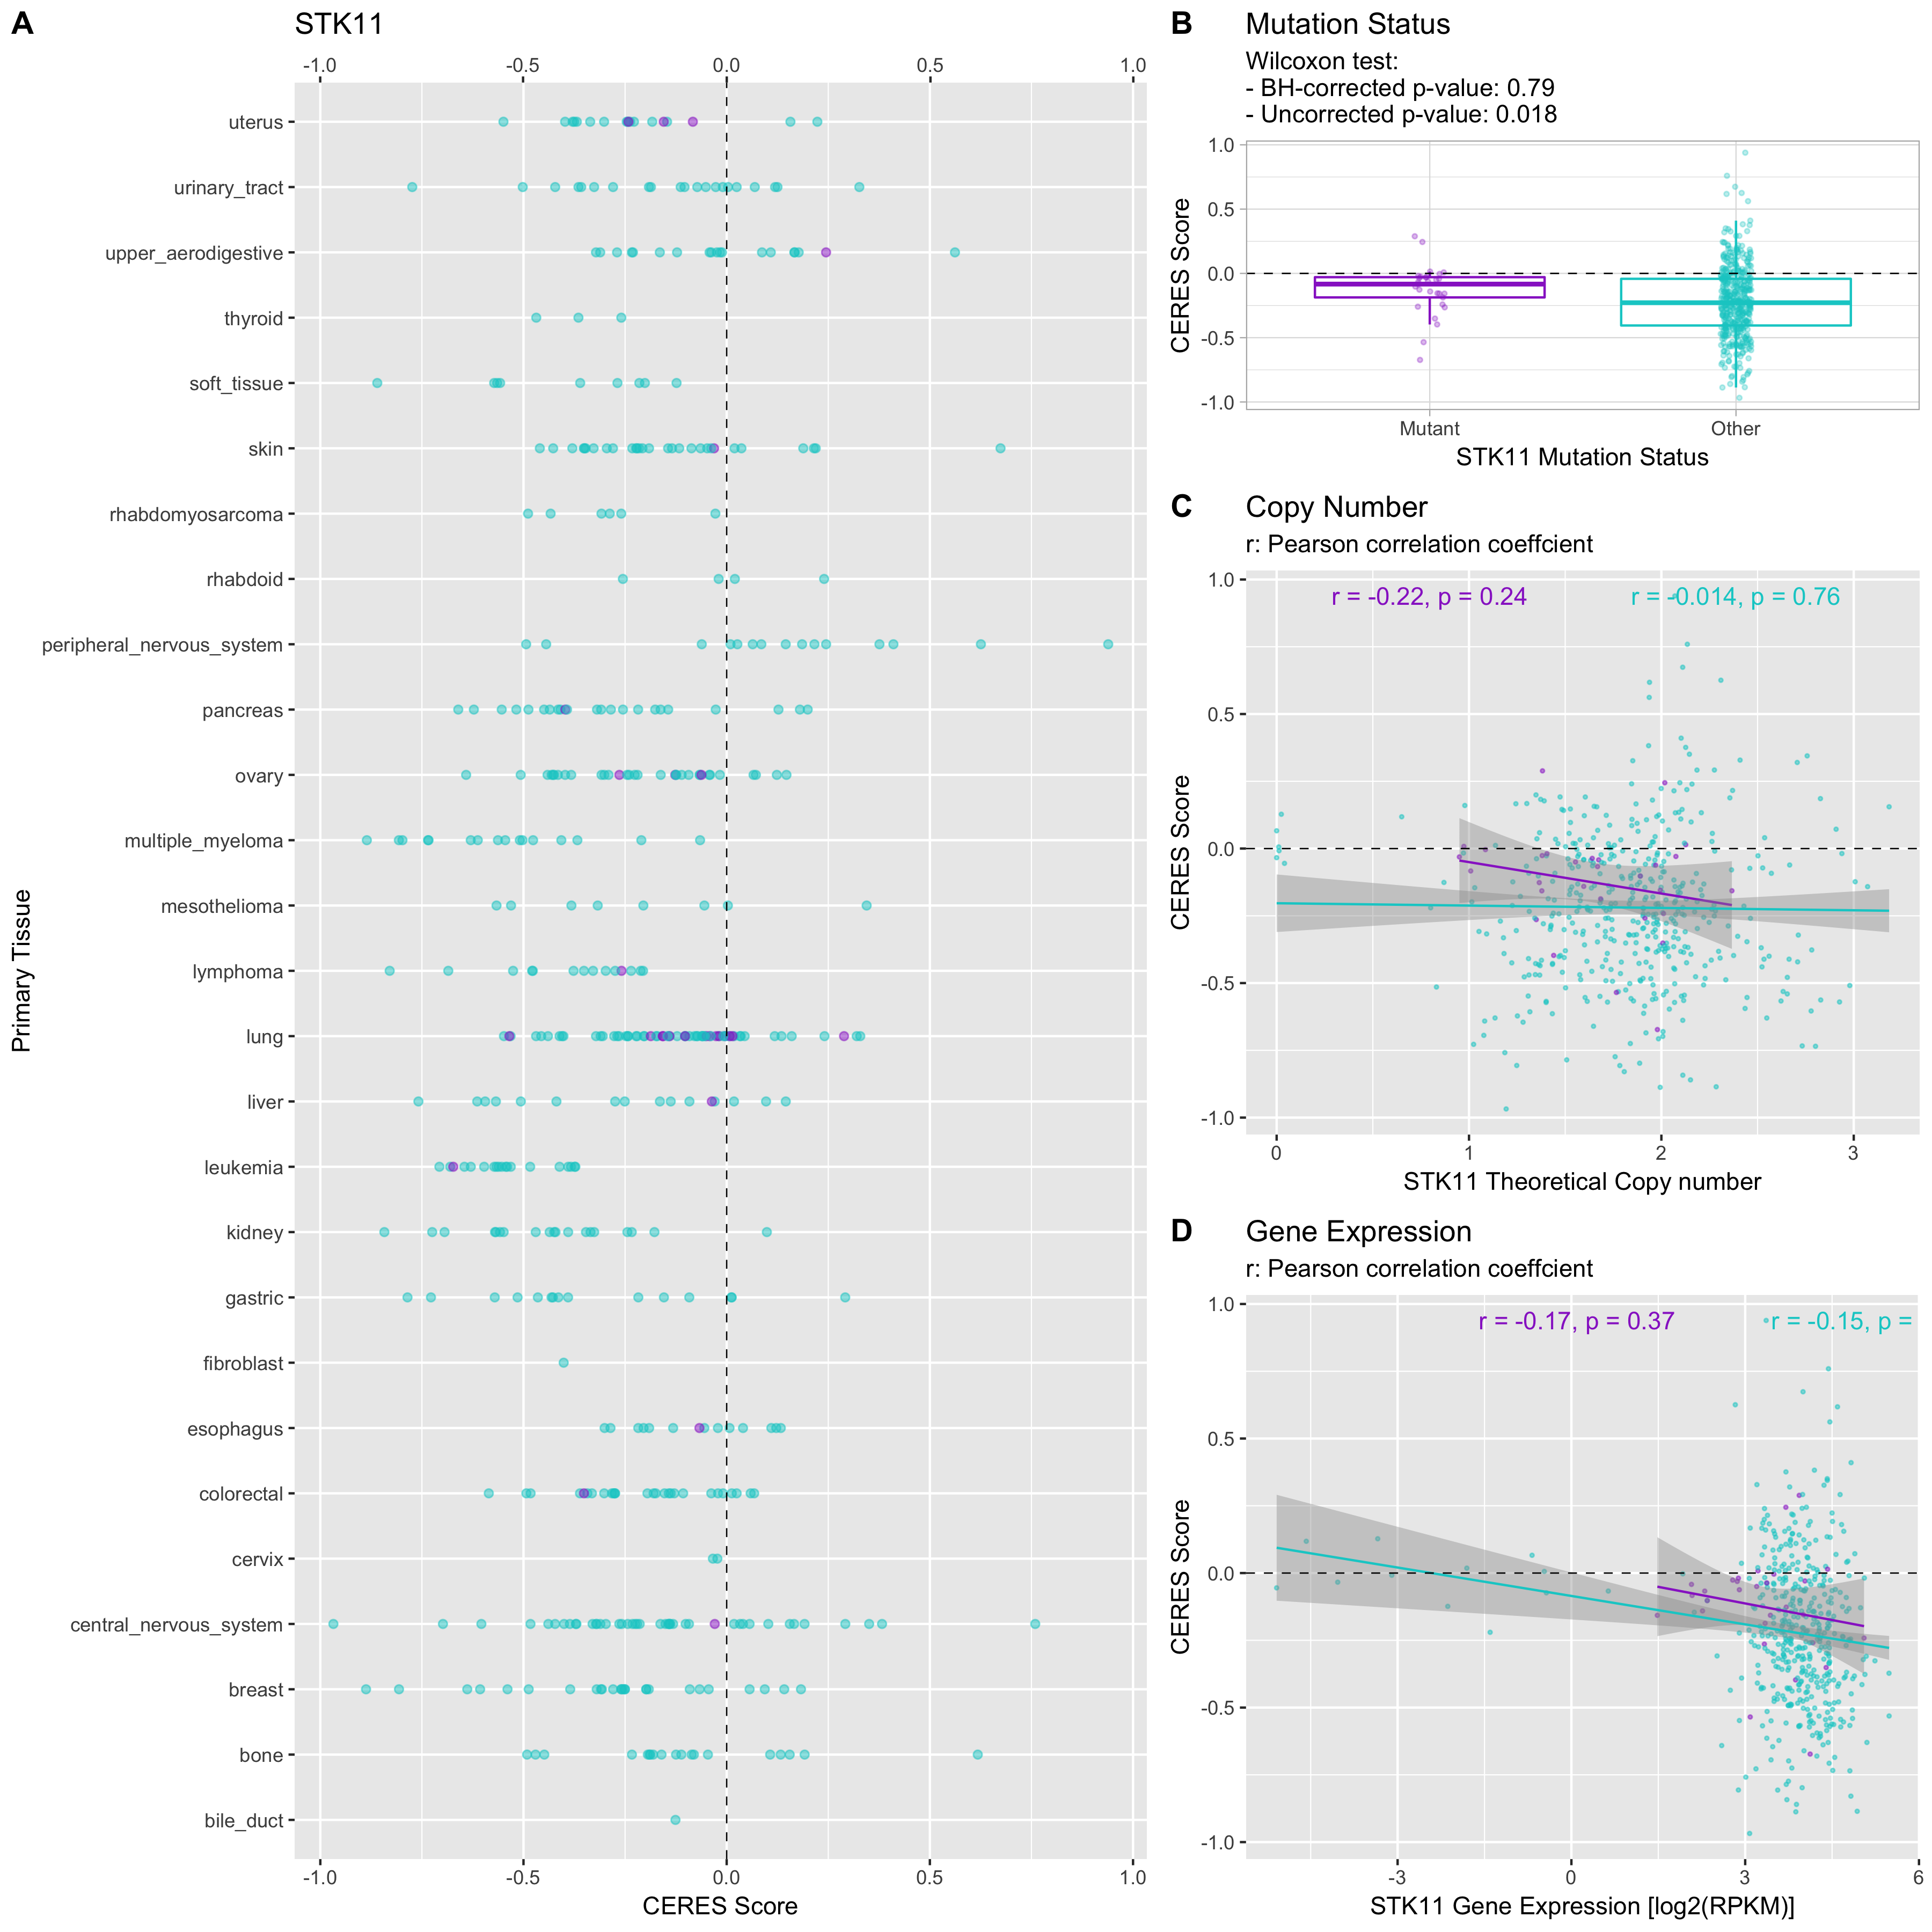 A
STK11
-1.0 -0.5 0.0 0.5 1.0
Primary Tissue
uterus
urinary_tract
upper_aerodigestive
thyroid
soft_tissue
skin
rhabdomyosarcoma
rhabdoid
peripheral_nervous_system
pancreas
ovary
multiple_myeloma
mesothelioma
lymphoma
lung
liver
leukemia
kidney
gastric
fibroblast
esophagus
colorectal
cervix
central_nervous_system
breast
bone
bile_duct
-1.0 -0.5 0.0 0.5 1.0
CERES Score
B
Mutation Status
Wilcoxon test:
- BH-corrected p-value: 0.79
- Uncorrected p-value: 0.018
CERES Score
1.0
0.5
0.0
-0.5
-1.0
Mutant Other
STK11 Mutation Status
C
Copy Number
r: Pearson correlation coeffcient
r = -0.22, p = 0.24 r = -0.014, p = 0.76
CERES Score
1.0
0.5
0.0
-0.5
-1.0
0 1 2 3
STK11 Theoretical Copy number
D
Gene Expression
r: Pearson correlation coeffcient
r = -0.17, p = 0.37 r = -0.15, p =
CERES Score
1.0
0.5
0.0
-0.5
-1.0
-3 0 3 6
STK11 Gene Expression [log2(RPKM)]